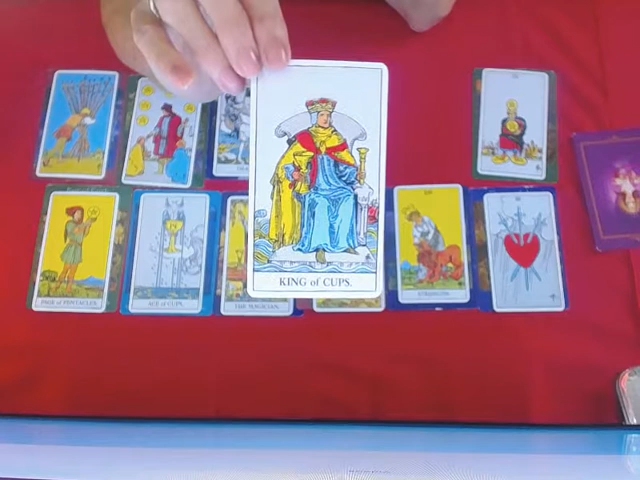 KING of CUPS.
PAGE of PENTACLES.
ACE of CUPS.
THE MAGICIAN.
STRENGTH.